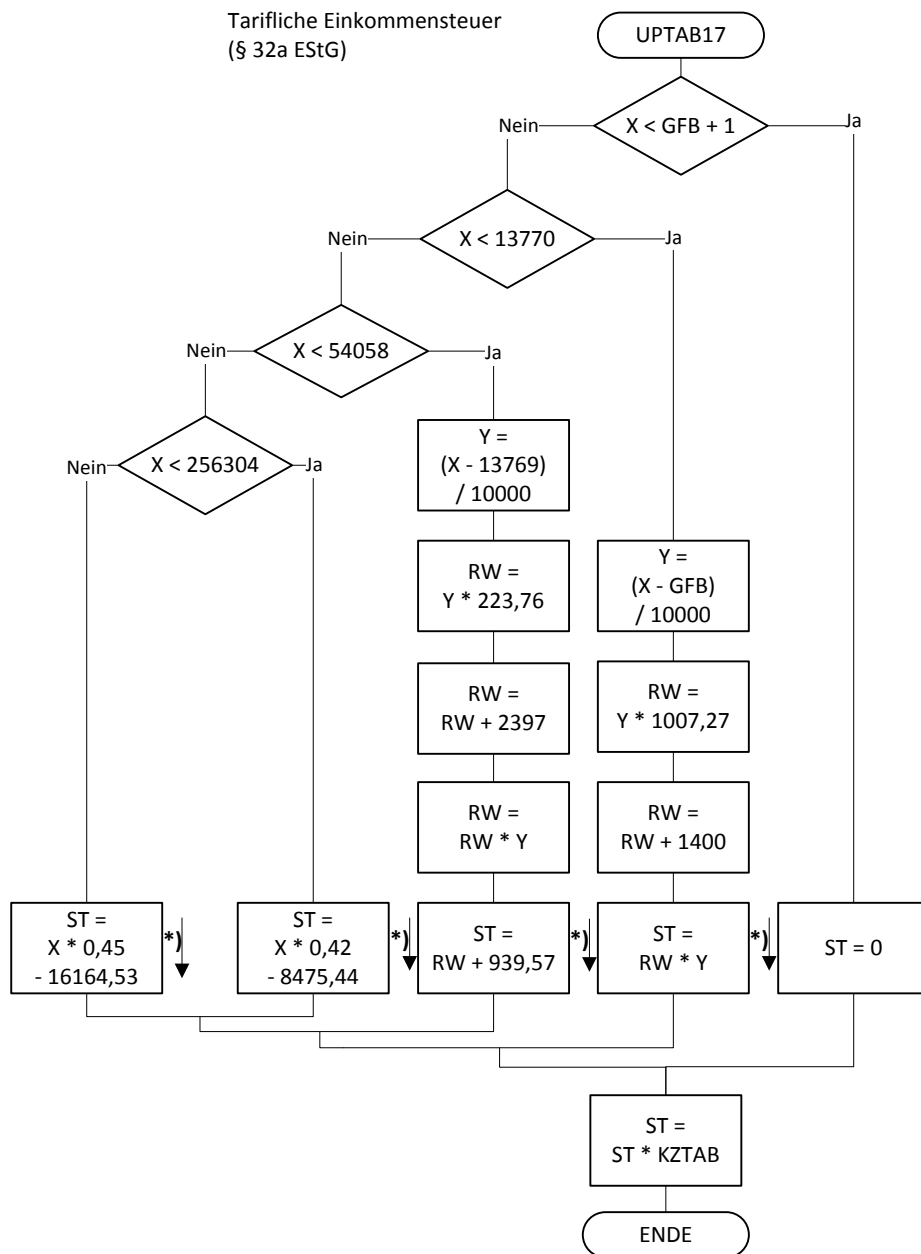 Tarifliche Einkommensteuer
(§ 32a EStG)
UPTAB17
X < GFB + 1
Nein
Ja
X < 13770
Nein
Ja
X < 54058
Nein
Ja
X < 256304
Nein
Ja
Y =
(X - 13769)
/ 10000
RW =
Y * 223,76
RW =
RW + 2397
RW =
RW * Y
Y =
(X - GFB)
/ 10000
RW =
Y * 1007,27
RW =
RW + 1400
ST =
X * 0,45
- 16164,53
*)
ST =
X * 0,42
- 8475,44
*)
ST =
RW + 939,57
*)
ST =
RW * Y
*)
ST = 0
ST =
ST * KZTAB
ENDE